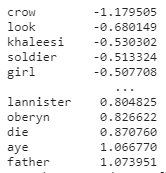 crow -1.179505
look -0.680149
khaleesi -0.530302
soldier -0.513324
girl -0.507708
...
lannister 0.804825
oberyn 0.826622
die 0.870760
aye 1.066770
father 1.073951